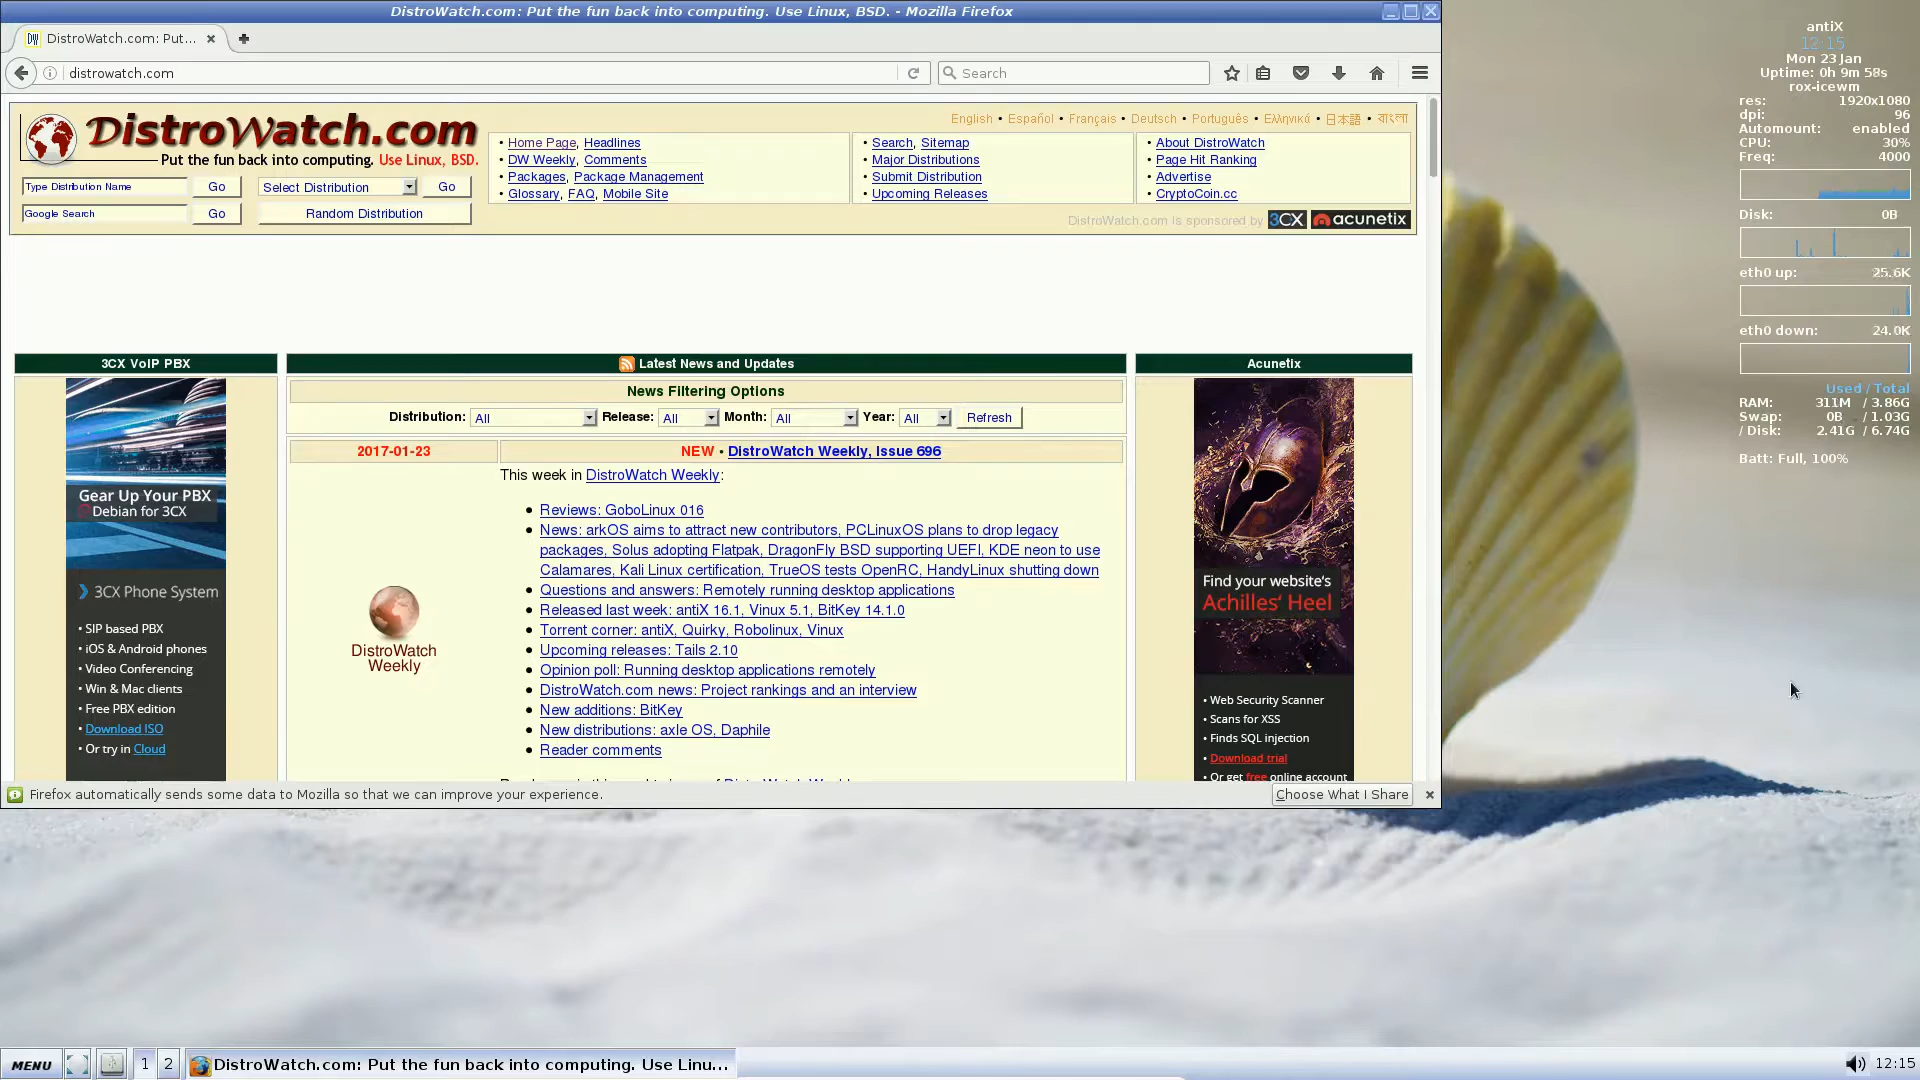 DistroWatch.com: Put the fun back into computing. Use Linux, BSD. - Mozilla Firefox
DistroWatch.com: Put...
distrowatch.com
Search
DistroWatch.com
Put the fun back into computing. Use Linux, BSD.
Type Distribution Name
Go
Select Distribution
Go
Google Search
Go
Random Distribution
English • Español • Français • Deutsch • Português • Ελληνικά • 日本語 • বাংলা
• Home Page, Headlines
• DW Weekly, Comments
• Packages, Package Management
• Glossary, FAQ, Mobile Site
• Search, Sitemap
• Major Distributions
• Submit Distribution
• Upcoming Releases
• About DistroWatch
• Page Hit Ranking
• Advertise
• CryptoCoin.cc
DistroWatch.com is sponsored by 3CX acunetix
3CX VoIP PBX
Gear Up Your PBX
Debian for 3CX
3CX Phone System
• SIP based PBX
• iOS & Android phones
• Video Conferencing
• Win & Mac clients
• Free PBX edition
• Download ISO
• Or try in Cloud
Latest News and Updates
News Filtering Options
Distribution: All Release: All Month: All Year: All Refresh
2017-01-23
NEW • DistroWatch Weekly, Issue 696
DistroWatch
Weekly
This week in DistroWatch Weekly:
• Reviews: GoboLinux 016
• News: arkOS aims to attract new contributors, PCLinuxOS plans to drop legacy
packages, Solus adopting Flatpak, DragonFly BSD supporting UEFI, KDE neon to use
Calamares, Kali Linux certification, TrueOS tests OpenRC, HandyLinux shutting down
• Questions and answers: Remotely running desktop applications
• Released last week: antiX 16.1, Vinux 5.1, BitKey 14.1.0
• Torrent corner: antiX, Quirky, Robolinux, Vinux
• Upcoming releases: Tails 2.10
• Opinion poll: Running desktop applications remotely
• DistroWatch.com news: Project rankings and an interview
• New additions: BitKey
• New distributions: axle OS, Daphile
• Reader comments
Acunetix
Find your website's
Achilles' Heel
• Web Security Scanner
• Scans for XSS
• Finds SQL injection
• Download trial
• Or get free online account
Firefox automatically sends some data to Mozilla so that we can improve your experience.
Choose What I Share
antiX
12:15
Mon 23 Jan
Uptime: 0h 9m 58s
rox-icewm
res: 1920x1080
dpi: 96
Automount: enabled
CPU: 30%
Freq: 4000
Disk: 0B
eth0 up: 25.6K
eth0 down: 24.0K
Used / Total
RAM: 311M / 3.86G
Swap: 0B / 1.03G
/ Disk: 2.41G / 6.74G
Batt: Full, 100%
MENU
1
2
DistroWatch.com: Put the fun back into computing. Use Linu...
12:15